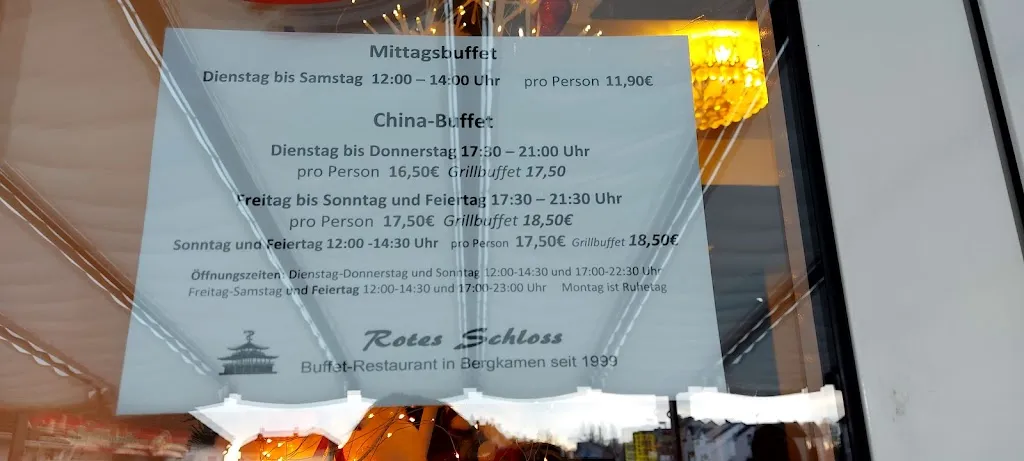 Mittagsbuffet
Dienstag bis Samstag 12:00 – 14:00 Uhr pro Person 11,90€
China-Buffet
Dienstag bis Donnerstag 17:30 – 21:00 Uhr
pro Person 16,50€ Grillbuffet 17,50
Freitag bis Sonntag und Feiertag 17:30 – 21:30 Uhr
pro Person 17,50€ Grillbuffet 18,50€
Sonntag und Feiertag 12:00 -14:30 Uhr pro Person 17,50€ Grillbuffet 18,50€
Öffnungszeiten: Dienstag-Donnerstag und Sonntag 12:00-14:30 und 17:00-22:30 Uhr
Freitag-Samstag und Feiertag 12:00-14:30 und 17:00-23:00 Uhr Montag ist Ruhetag
Rotes Schloss
Buffet-Restaurant in Bergkamen seit 1999